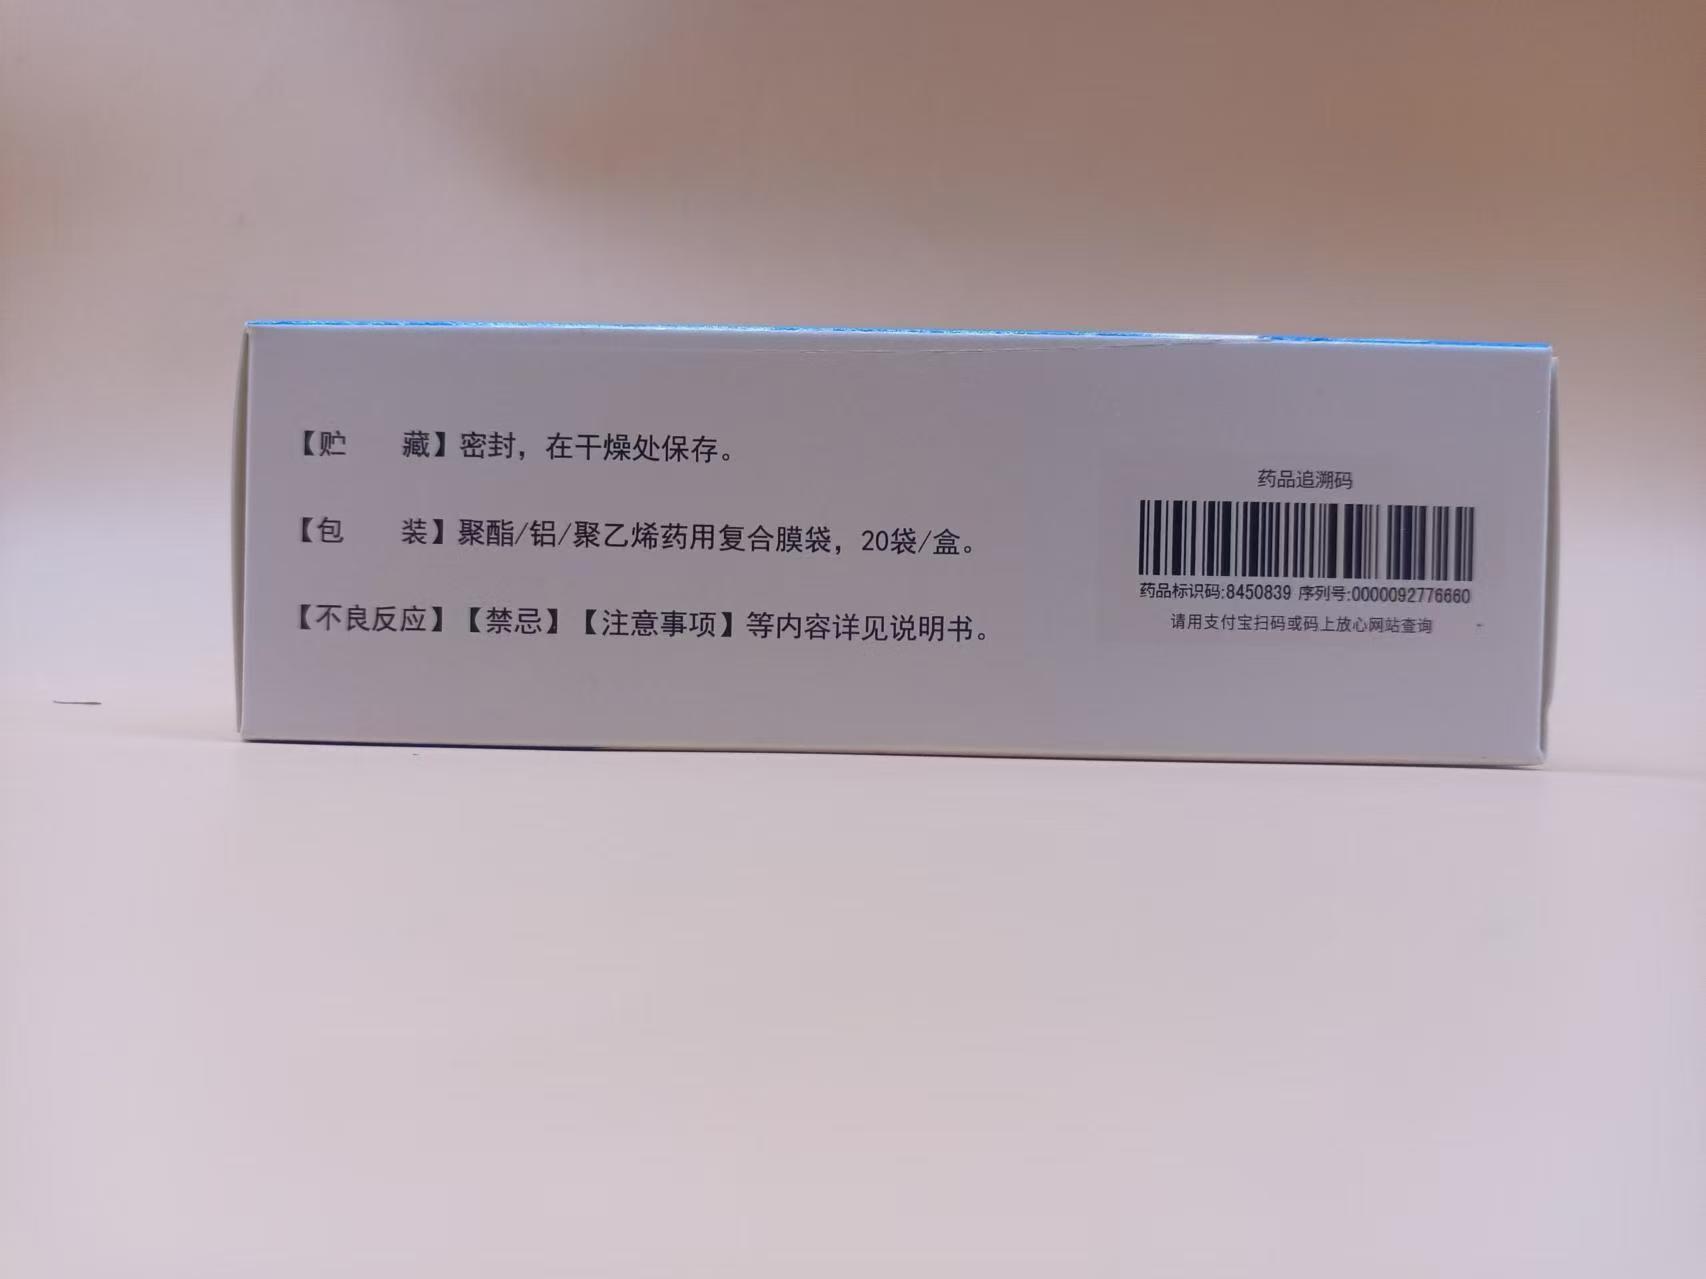 【贮　　藏】密封，在干燥处保存。
【包　　装】聚酯/铝/聚乙烯药用复合膜袋，20袋/盒。
【不良反应】【禁忌】【注意事项】等内容详见说明书。
药品追溯码
药品标识码:8450839 序列号:0000092776660
请用支付宝扫码或码上放心网站查询